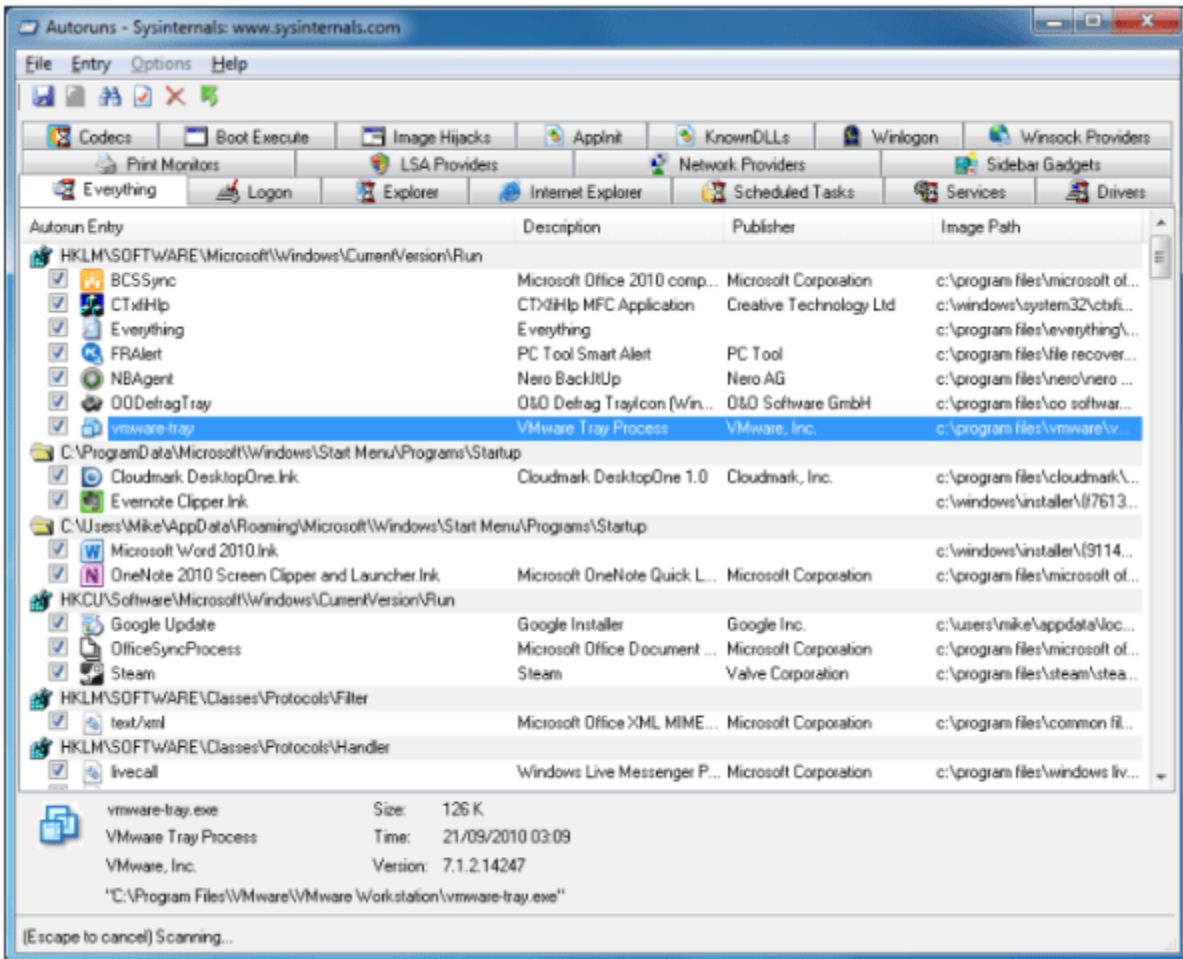 Autoruns - Sysinternals: www.sysinternals.com
File Entry Options Help
Codecs Boot Execute Image Hijacks AppInit KnownDLLs Winlogon Winsock Providers
Print Monitors LSA Providers Network Providers Sidebar Gadgets
Everything Logon Explorer Internet Explorer Scheduled Tasks Services Drivers
Autorun Entry Description Publisher Image Path
HKLM\SOFTWARE\Microsoft\Windows\CurrentVersion\Run
BCSSync Microsoft Office 2010 comp... Microsoft Corporation c:\program files\microsoft of...
CTxfiHlp CTXfiHlp MFC Application Creative Technology Ltd c:\windows\system32\ctxfi...
Everything Everything c:\program files\everything\...
FRAlert PC Tool Smart Alert PC Tool c:\program files\file recover...
NBAgent Nero BackItUp Nero AG c:\program files\nero\nero ...
OODefragTray O&O Defrag TrayIcon (Win... O&O Software GmbH c:\program files\oo softwar...
vmware-tray VMware Tray Process VMware, Inc. c:\program files\vmware\v...
C:\ProgramData\Microsoft\Windows\Start Menu\Programs\Startup
Cloudmark DesktopOne.lnk Cloudmark DesktopOne 1.0 Cloudmark, Inc. c:\program files\cloudmark\...
Evernote Clipper.lnk c:\windows\installer\{f7613...
C:\Users\Mike\AppData\Roaming\Microsoft\Windows\Start Menu\Programs\Startup
Microsoft Word 2010.lnk c:\windows\installer\{9114...
OneNote 2010 Screen Clipper and Launcher.lnk Microsoft OneNote Quick L... Microsoft Corporation c:\program files\microsoft of...
HKCU\Software\Microsoft\Windows\CurrentVersion\Run
Google Update Google Installer Google Inc. c:\users\mike\appdata\loc...
OfficeSyncProcess Microsoft Office Document ... Microsoft Corporation c:\program files\microsoft of...
Steam Steam Valve Corporation c:\program files\steam\stea...
HKLM\SOFTWARE\Classes\Protocols\Filter
text/xml Microsoft Office XML MIME... Microsoft Corporation c:\program files\common fil...
HKLM\SOFTWARE\Classes\Protocols\Handler
livecall Windows Live Messenger P... Microsoft Corporation c:\program files\windows liv...
vmware-tray.exe Size: 126 K
VMware Tray Process Time: 21/09/2010 03:09
VMware, Inc. Version: 7.1.2.14247
"C:\Program Files\VMware\VMware Workstation\vmware-tray.exe"
(Escape to cancel) Scanning...